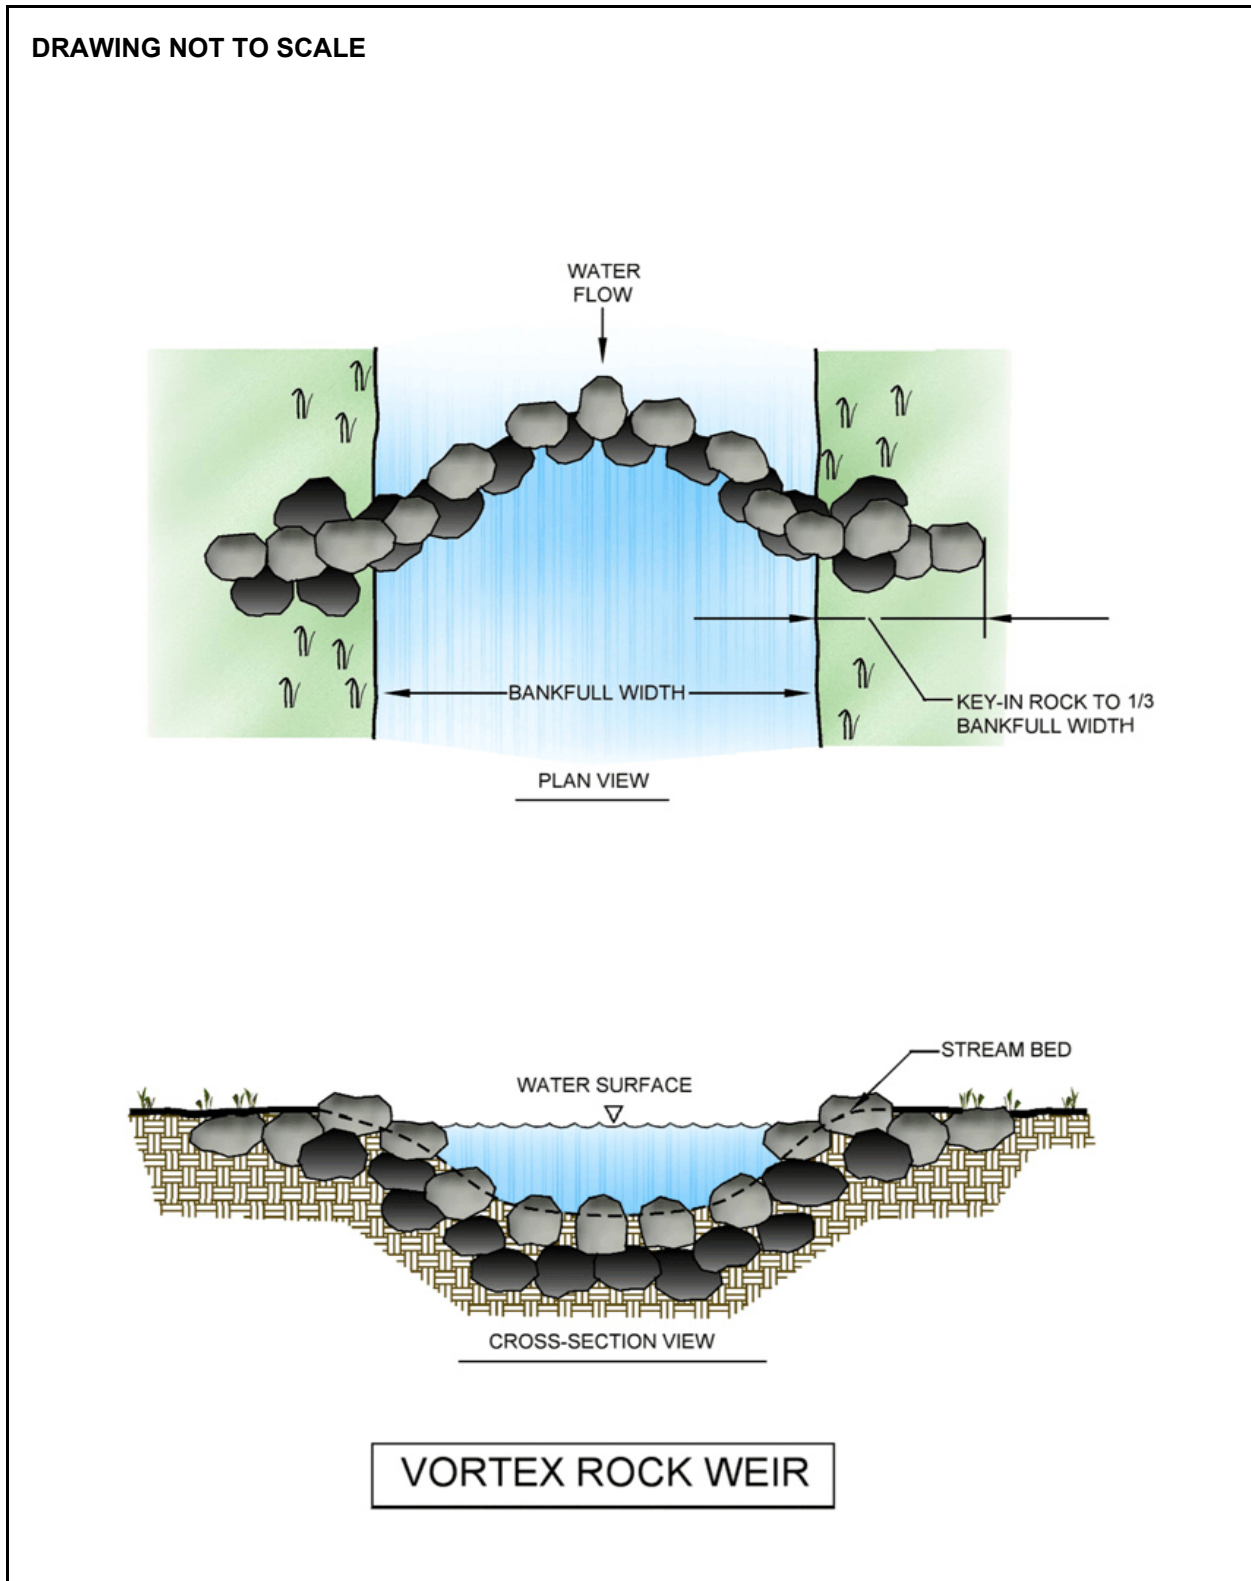 DRAWING NOT TO SCALE
WATER
FLOW
BANKFULL WIDTH
KEY-IN ROCK TO 1/3
BANKFULL WIDTH
PLAN VIEW
STREAM BED
WATER SURFACE
CROSS-SECTION VIEW
VORTEX ROCK WEIR